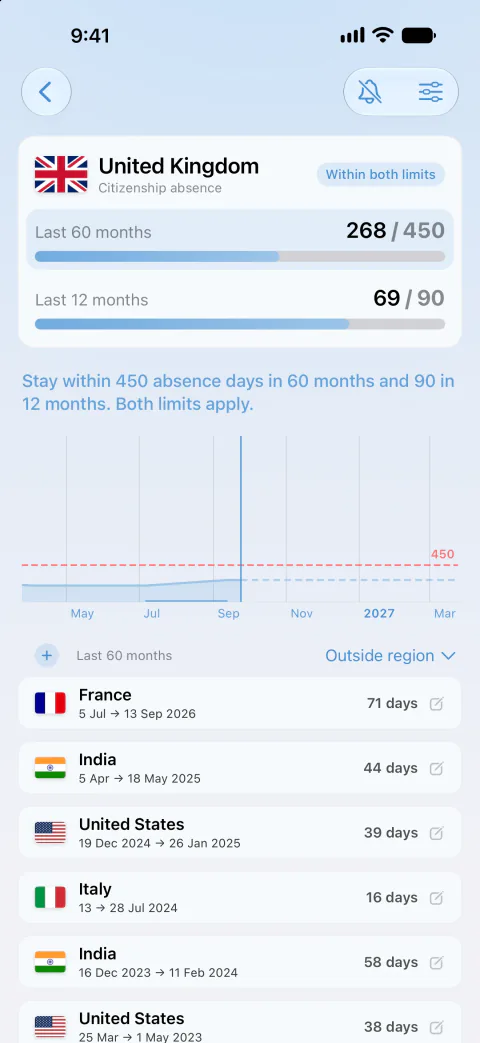 9:41
United Kingdom
Citizenship absence
Within both limits
Last 60 months
268 / 450
Last 12 months
69 / 90
Stay within 450 absence days in 60 months and 90 in
12 months. Both limits apply.
450
May Jul Sep Nov 2027 Mar
+ Last 60 months
Outside region
France
5 Jul → 13 Sep 2026
71 days
India
5 Apr → 18 May 2025
44 days
United States
19 Dec 2024 → 26 Jan 2025
39 days
Italy
13 → 28 Jul 2024
16 days
India
16 Dec 2023 → 11 Feb 2024
58 days
United States
25 Mar → 1 May 2023
38 days